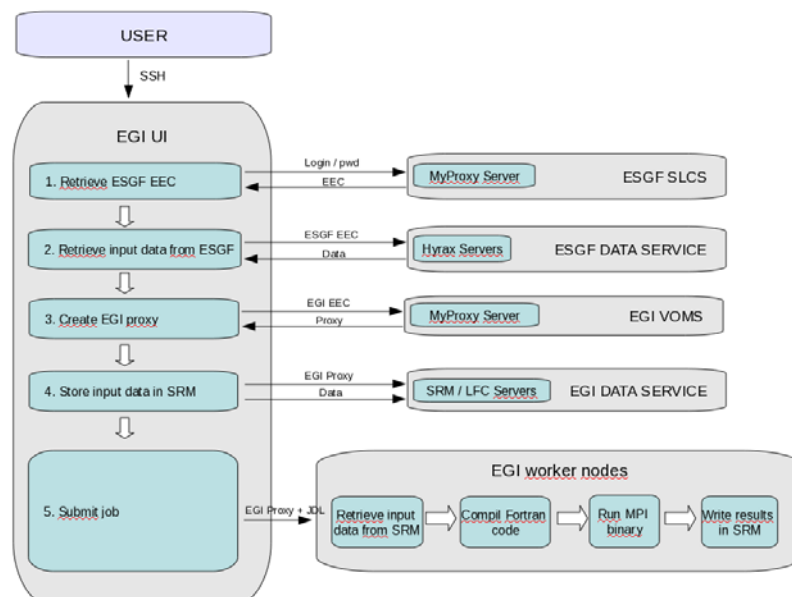 USER
SSH
EGI UI
1. Retrieve ESGF EEC
Login / pwd
EEC
MyProxy Server
ESGF SLCS
2. Retrieve input data from ESGF
ESGF EEC
Data
Hyrax Servers
ESGF DATA SERVICE
3. Create EGI proxy
EGI EEC
Proxy
MyProxy Server
EGI VOMS
4. Store input data in SRM
EGI Proxy
Data
SRM / LFC Servers
EGI DATA SERVICE
5. Submit job
EGI Proxy + JDL
EGI worker nodes
Retrieve input
data from SRM
Compil Fortran
code
Run MPI
binary
Write results
in SRM